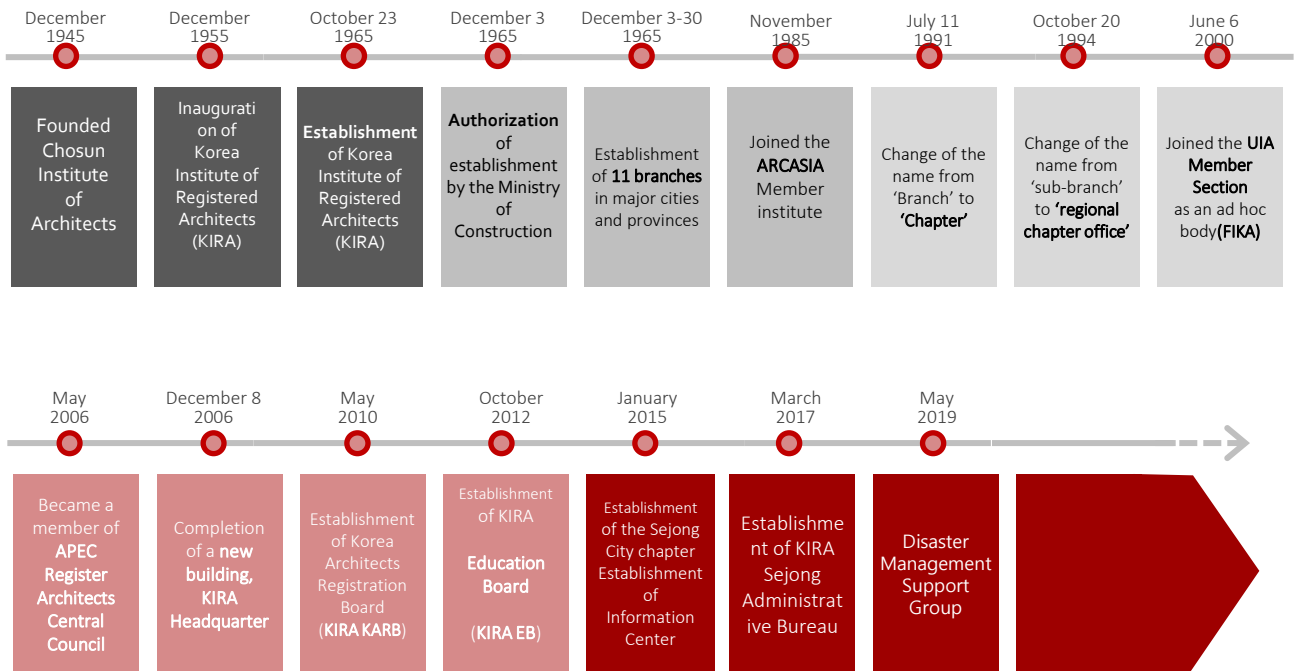 December
1945
December
1955
October 23
1965
December 3
1965
December 3-30
1965
November
1985
July 11
1991
October 20
1994
June 6
2000
Founded
Chosun
Institute
of
Architects
Inaugurati
on of
Korea
Institute of
Registered
Architects
(KIRA)
Establishment
of Korea
Institute of
Registered
Architects
(KIRA)
Authorization
of
establishment
by the Ministry
of
Construction
Establishment
of 11 branches
in major cities
and provinces
Joined the
ARCASIA
Member
institute
Change of the
name from
‘Branch’ to
‘Chapter’
Change of the
name from
‘sub-branch’
to ‘regional
chapter office’
Joined the UIA
Member
Section
as an ad hoc
body(FIKA)
May
2006
December 8
2006
May
2010
October
2012
January
2015
March
2017
May
2019
Became a
member of
APEC
Register
Architects
Central
Council
Completion
of a new
building,
KIRA
Headquarter
Establishment
of Korea
Architects
Registration
Board
(KIRA KARB)
Establishment
of KIRA
Education
Board
(KIRA EB)
Establishment
of the Sejong
City chapter
Establishment
of
Information
Center
Establishme
nt of KIRA
Sejong
Administrat
ive Bureau
Disaster
Management
Support
Group